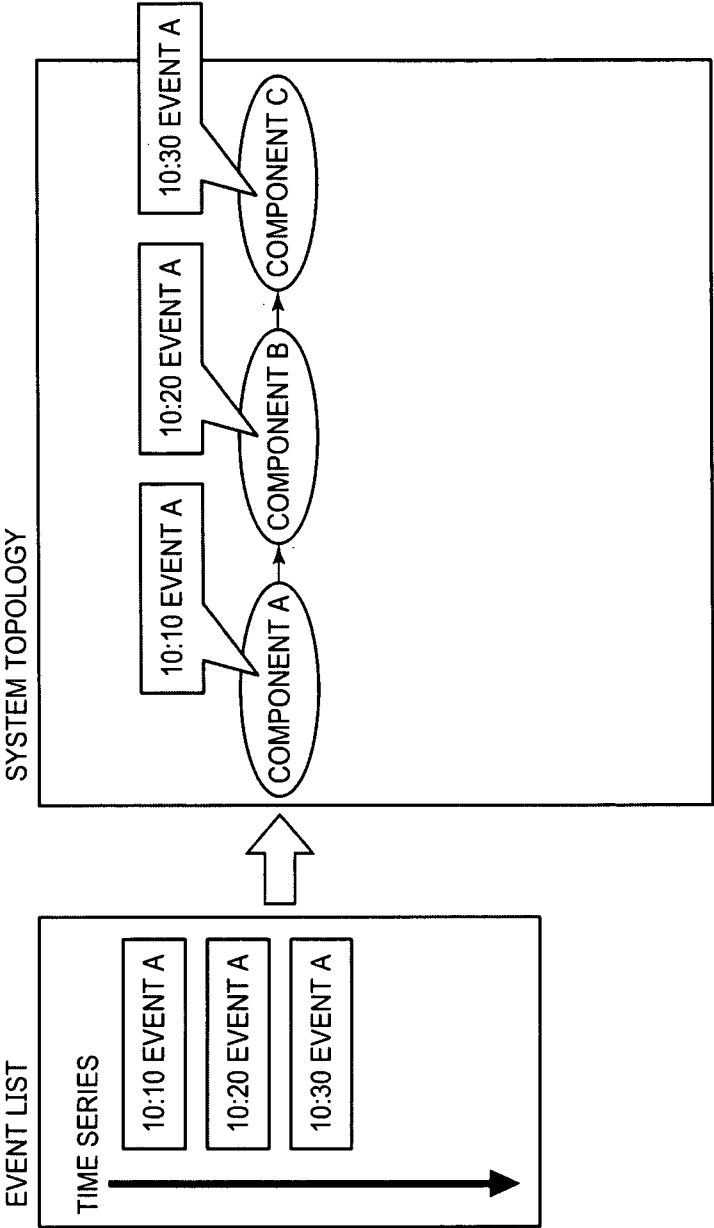 EVENT LIST
TIME SERIES
10:10 EVENT A
10:20 EVENT A
10:30 EVENT A
SYSTEM TOPOLOGY
10:10 EVENT A
10:20 EVENT A
10:30 EVENT A
COMPONENT A
COMPONENT B
COMPONENT C